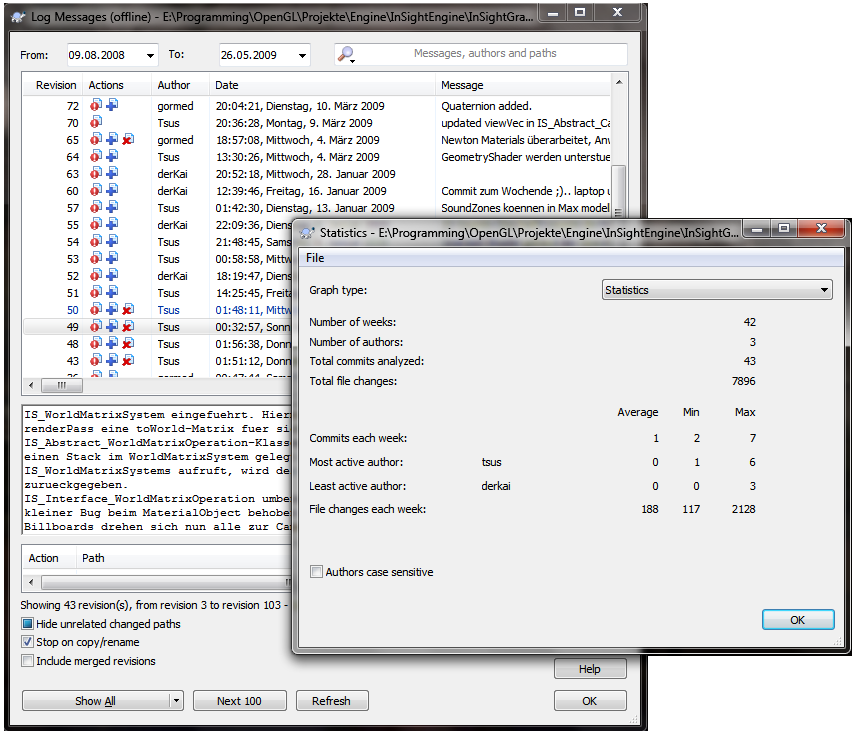 Log Messages (offline) - E:\Programming\OpenGL\Projekte\Engine\InSightEngine\InSightGra...
From: 09.08.2008 To: 26.05.2009 Messages, authors and paths
Revision Actions Author Date Message
72 gormed 20:04:21, Dienstag, 10. März 2009 Quaternion added.
70 Tsus 20:36:28, Montag, 9. März 2009 updated viewVec in IS_Abstract_Ca
65 gormed 18:57:08, Mittwoch, 4. März 2009 Newton Materials überarbeitet, Anw
64 Tsus 13:30:26, Mittwoch, 4. März 2009 GeometryShader werden unterstue
63 derKai 20:52:18, Mittwoch, 28. Januar 2009
60 derKai 12:39:46, Freitag, 16. Januar 2009 Commit zum Wochende ;).. laptop u
57 Tsus 01:42:30, Dienstag, 13. Januar 2009 SoundZones koennen in Max model
55 derKai 22:09:36, Diens
54 Tsus 21:48:45, Sams
53 Tsus 00:58:58, Mittw
52 derKai 18:19:47, Diens
51 Tsus 14:25:45, Freita
50 Tsus 01:48:11, Mittw
49 Tsus 00:32:57, Sonn
48 Tsus 01:56:38, Donn
43 Tsus 01:51:12, Donn
IS_WorldMatrixSystem eingefuehrt. Hier
renderPass eine toWorld-Matrix fuer si
IS_Abstract_WorldMatrixOperation-Klass
einen Stack im WorldMatrixSystem geleg
IS_WorldMatrixSystems aufruft, wird de
zurueckgegeben.
IS_Interface_WorldMatrixOperation umbe
kleiner Bug beim MaterialObject behobe
Billboards drehen sich nun alle zur Ca
Action Path
Showing 43 revision(s), from revision 3 to revision 103 -
Hide unrelated changed paths
Stop on copy/rename
Include merged revisions
Help
Show All Next 100 Refresh OK
Statistics - E:\Programming\OpenGL\Projekte\Engine\InSightEngine\InSightG...
File
Graph type: Statistics
Number of weeks: 42
Number of authors: 3
Total commits analyzed: 43
Total file changes: 7896
Average Min Max
Commits each week: 1 2 7
Most active author: tsus 0 1 6
Least active author: derkai 0 0 3
File changes each week: 188 117 2128
Authors case sensitive
OK